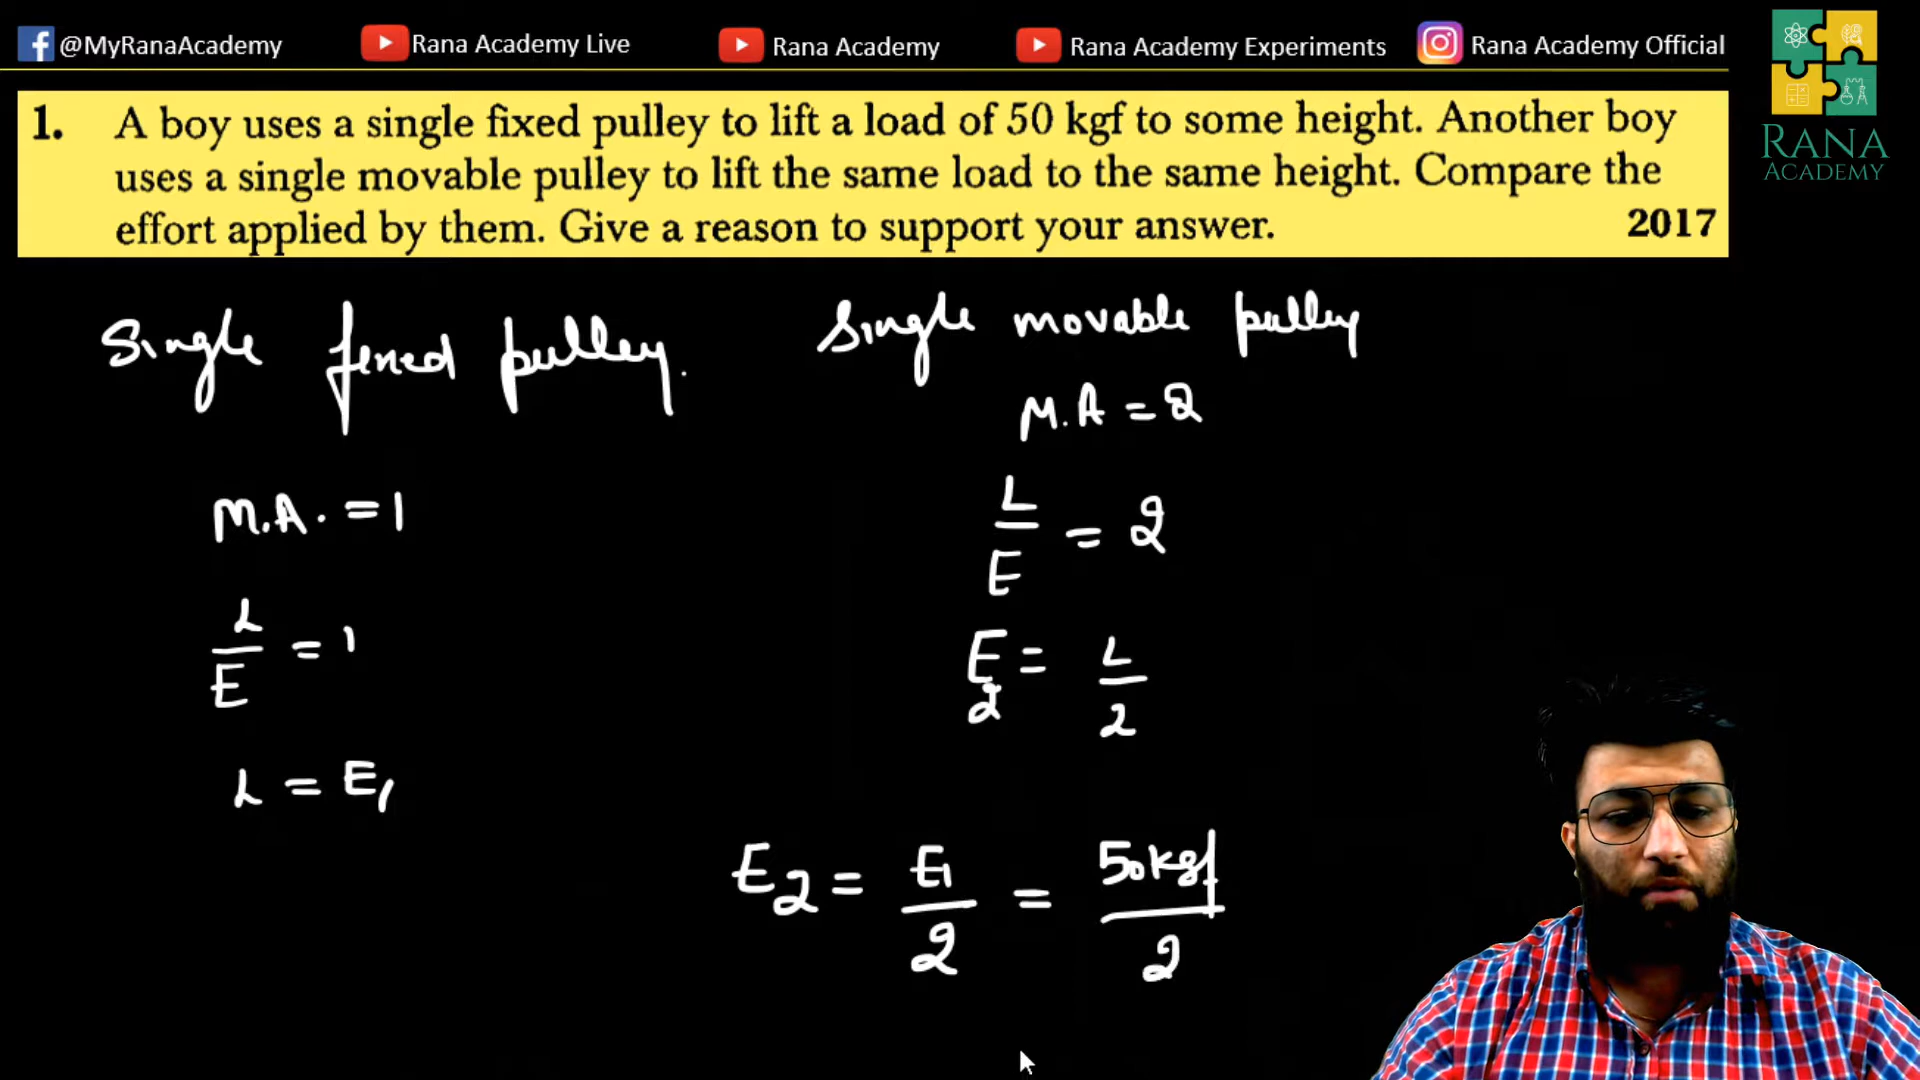 @MyRanaAcademy Rana Academy Live Rana Academy Rana Academy Experiments Rana Academy Official
RANA
ACADEMY
1. A boy uses a single fixed pulley to lift a load of 50 kgf to some height. Another boy
uses a single movable pulley to lift the same load to the same height. Compare the
effort applied by them. Give a reason to support your answer. 2017
Single fixed pulley.
M.A. = 1
L/E = 1
L = E1
Single movable pulley
M.A = 2
L/E = 2
E2 = L/2
E2 = E1/2 = 50kgf/2